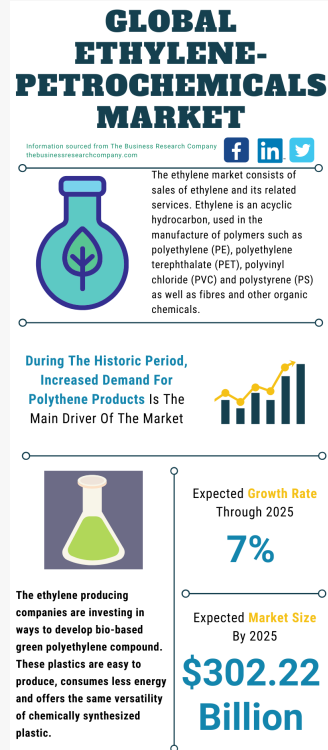 GLOBAL
ETHYLENE-
PETROCHEMICALS
MARKET
Information sourced from The Business Research Company
thebusinessresearchcompany.com
The ethylene market consists of
sales of ethylene and its related
services. Ethylene is an acyclic
hydrocarbon, used in the
manufacture of polymers such as
polyethylene (PE), polyethylene
terephthalate (PET), polyvinyl
chloride (PVC) and polystyrene (PS)
as well as fibres and other organic
chemicals.
During The Historic Period,
Increased Demand For
Polythene Products Is The
Main Driver Of The Market
Expected Growth Rate
Through 2025
7%
The ethylene producing
companies are investing in
ways to develop bio-based
green polyethylene compound.
These plastics are easy to
produce, consumes less energy
and offers the same versatility
of chemically synthesized
plastic.
Expected Market Size
By 2025
$302.22
Billion